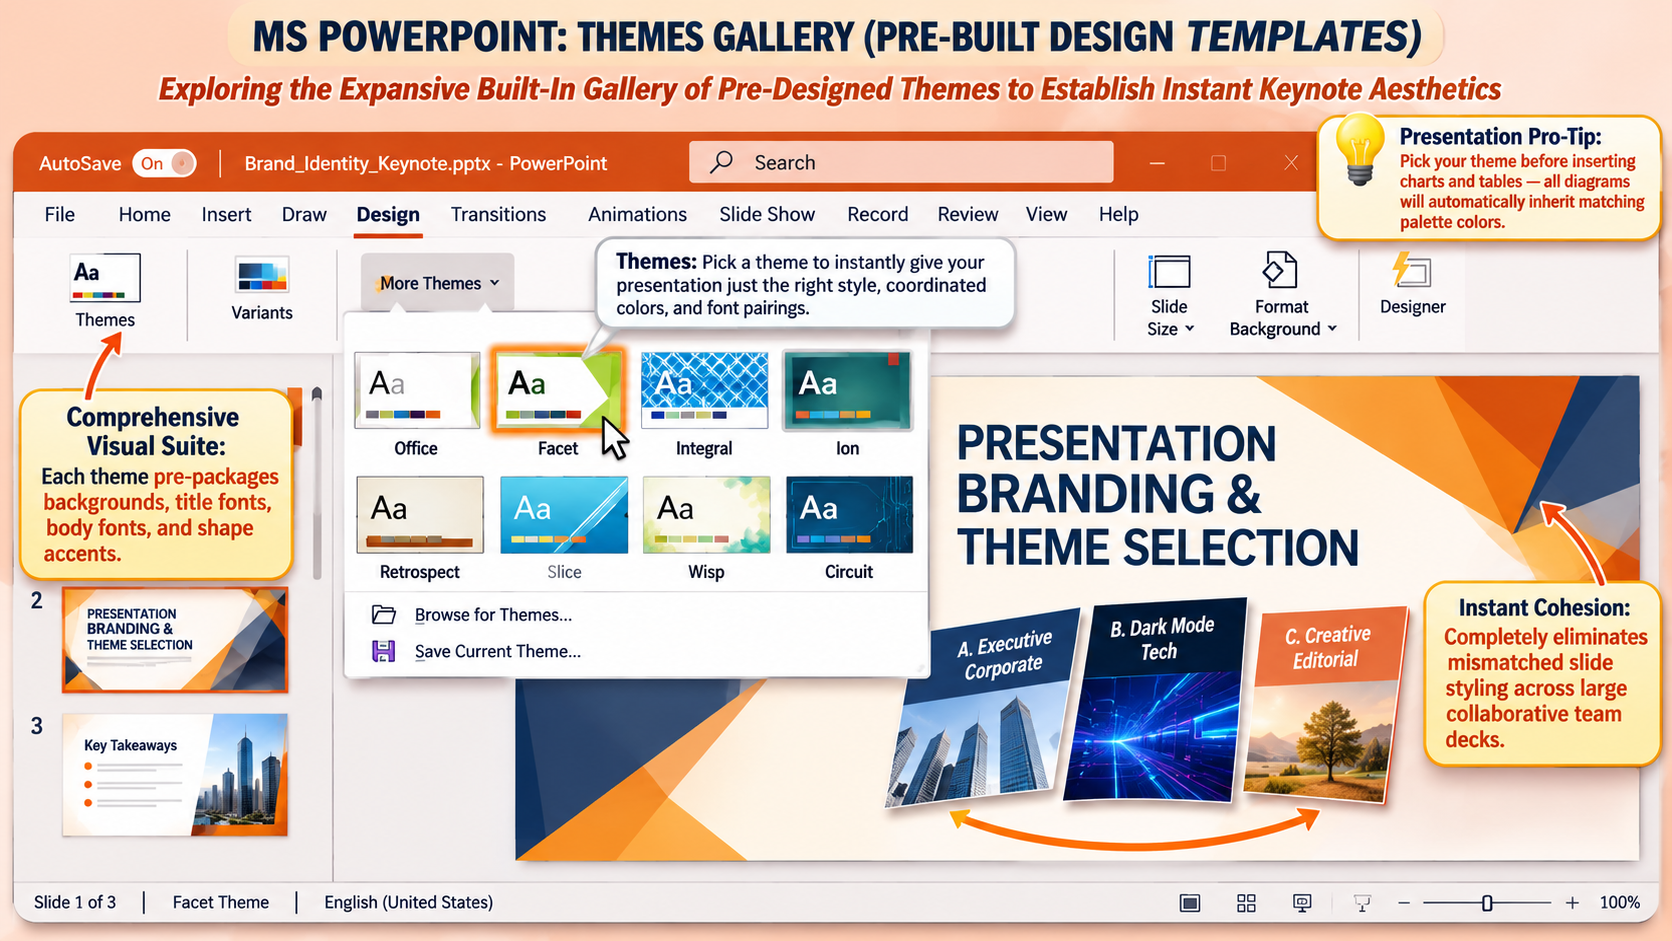 MS POWERPOINT: THEMES GALLERY (PRE-BUILT DESIGN TEMPLATES)
Exploring the Expansive Built-In Gallery of Pre-Designed Themes to Establish Instant Keynote Aesthetics
AutoSave On Brand_Identity_Keynote.pptx - PowerPoint Search
Presentation Pro-Tip:
Pick your theme before inserting
charts and tables — all diagrams
will automatically inherit matching
palette colors.
File Home Insert Draw Design Transitions Animations Slide Show Record Review View Help
Aa
Themes
Variants
More Themes
Themes: Pick a theme to instantly give your
presentation just the right style, coordinated
colors, and font pairings.
Slide
Size
Format
Background
Designer
Comprehensive
Visual Suite:
Each theme pre-packages
backgrounds, title fonts,
body fonts, and shape
accents.
Aa Aa Aa Aa
Office Facet Integral Ion
Aa Aa Aa Aa
Retrospect Slice Wisp Circuit
Browse for Themes...
Save Current Theme...
2
PRESENTATION
BRANDING &
THEME SELECTION
3
Key Takeaways
PRESENTATION
BRANDING &
THEME SELECTION
A. Executive
Corporate
B. Dark Mode
Tech
C. Creative
Editorial
Instant Cohesion:
Completely eliminates
mismatched slide
styling across large
collaborative team
decks.
Slide 1 of 3 Facet Theme English (United States) 100%